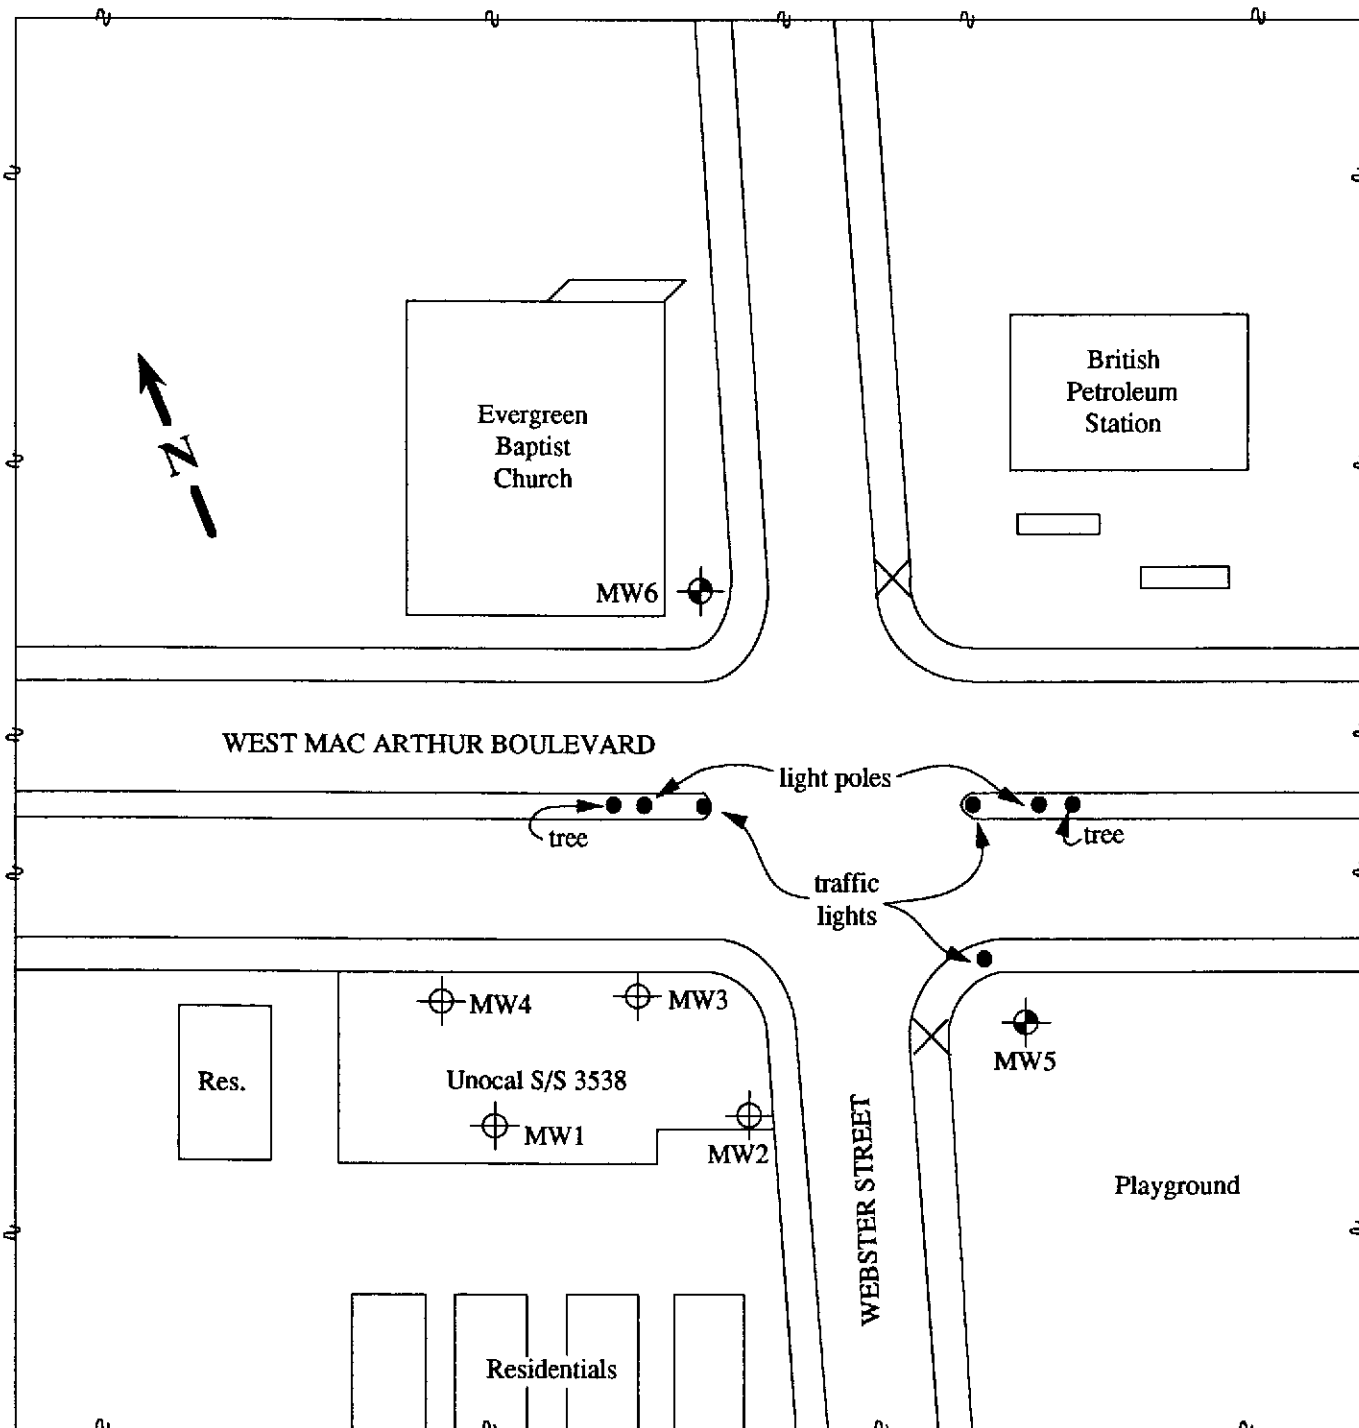 British
Petroleum
Station
Evergreen
Baptist
Church
N
MW6
WEST MAC ARTHUR BOULEVARD
light poles
tree
tree
traffic
lights
MW4
MW3
MW5
Res.
Unocal S/S 3538
MW1
MW2
WEBSTER STREET
Playground
Residentials